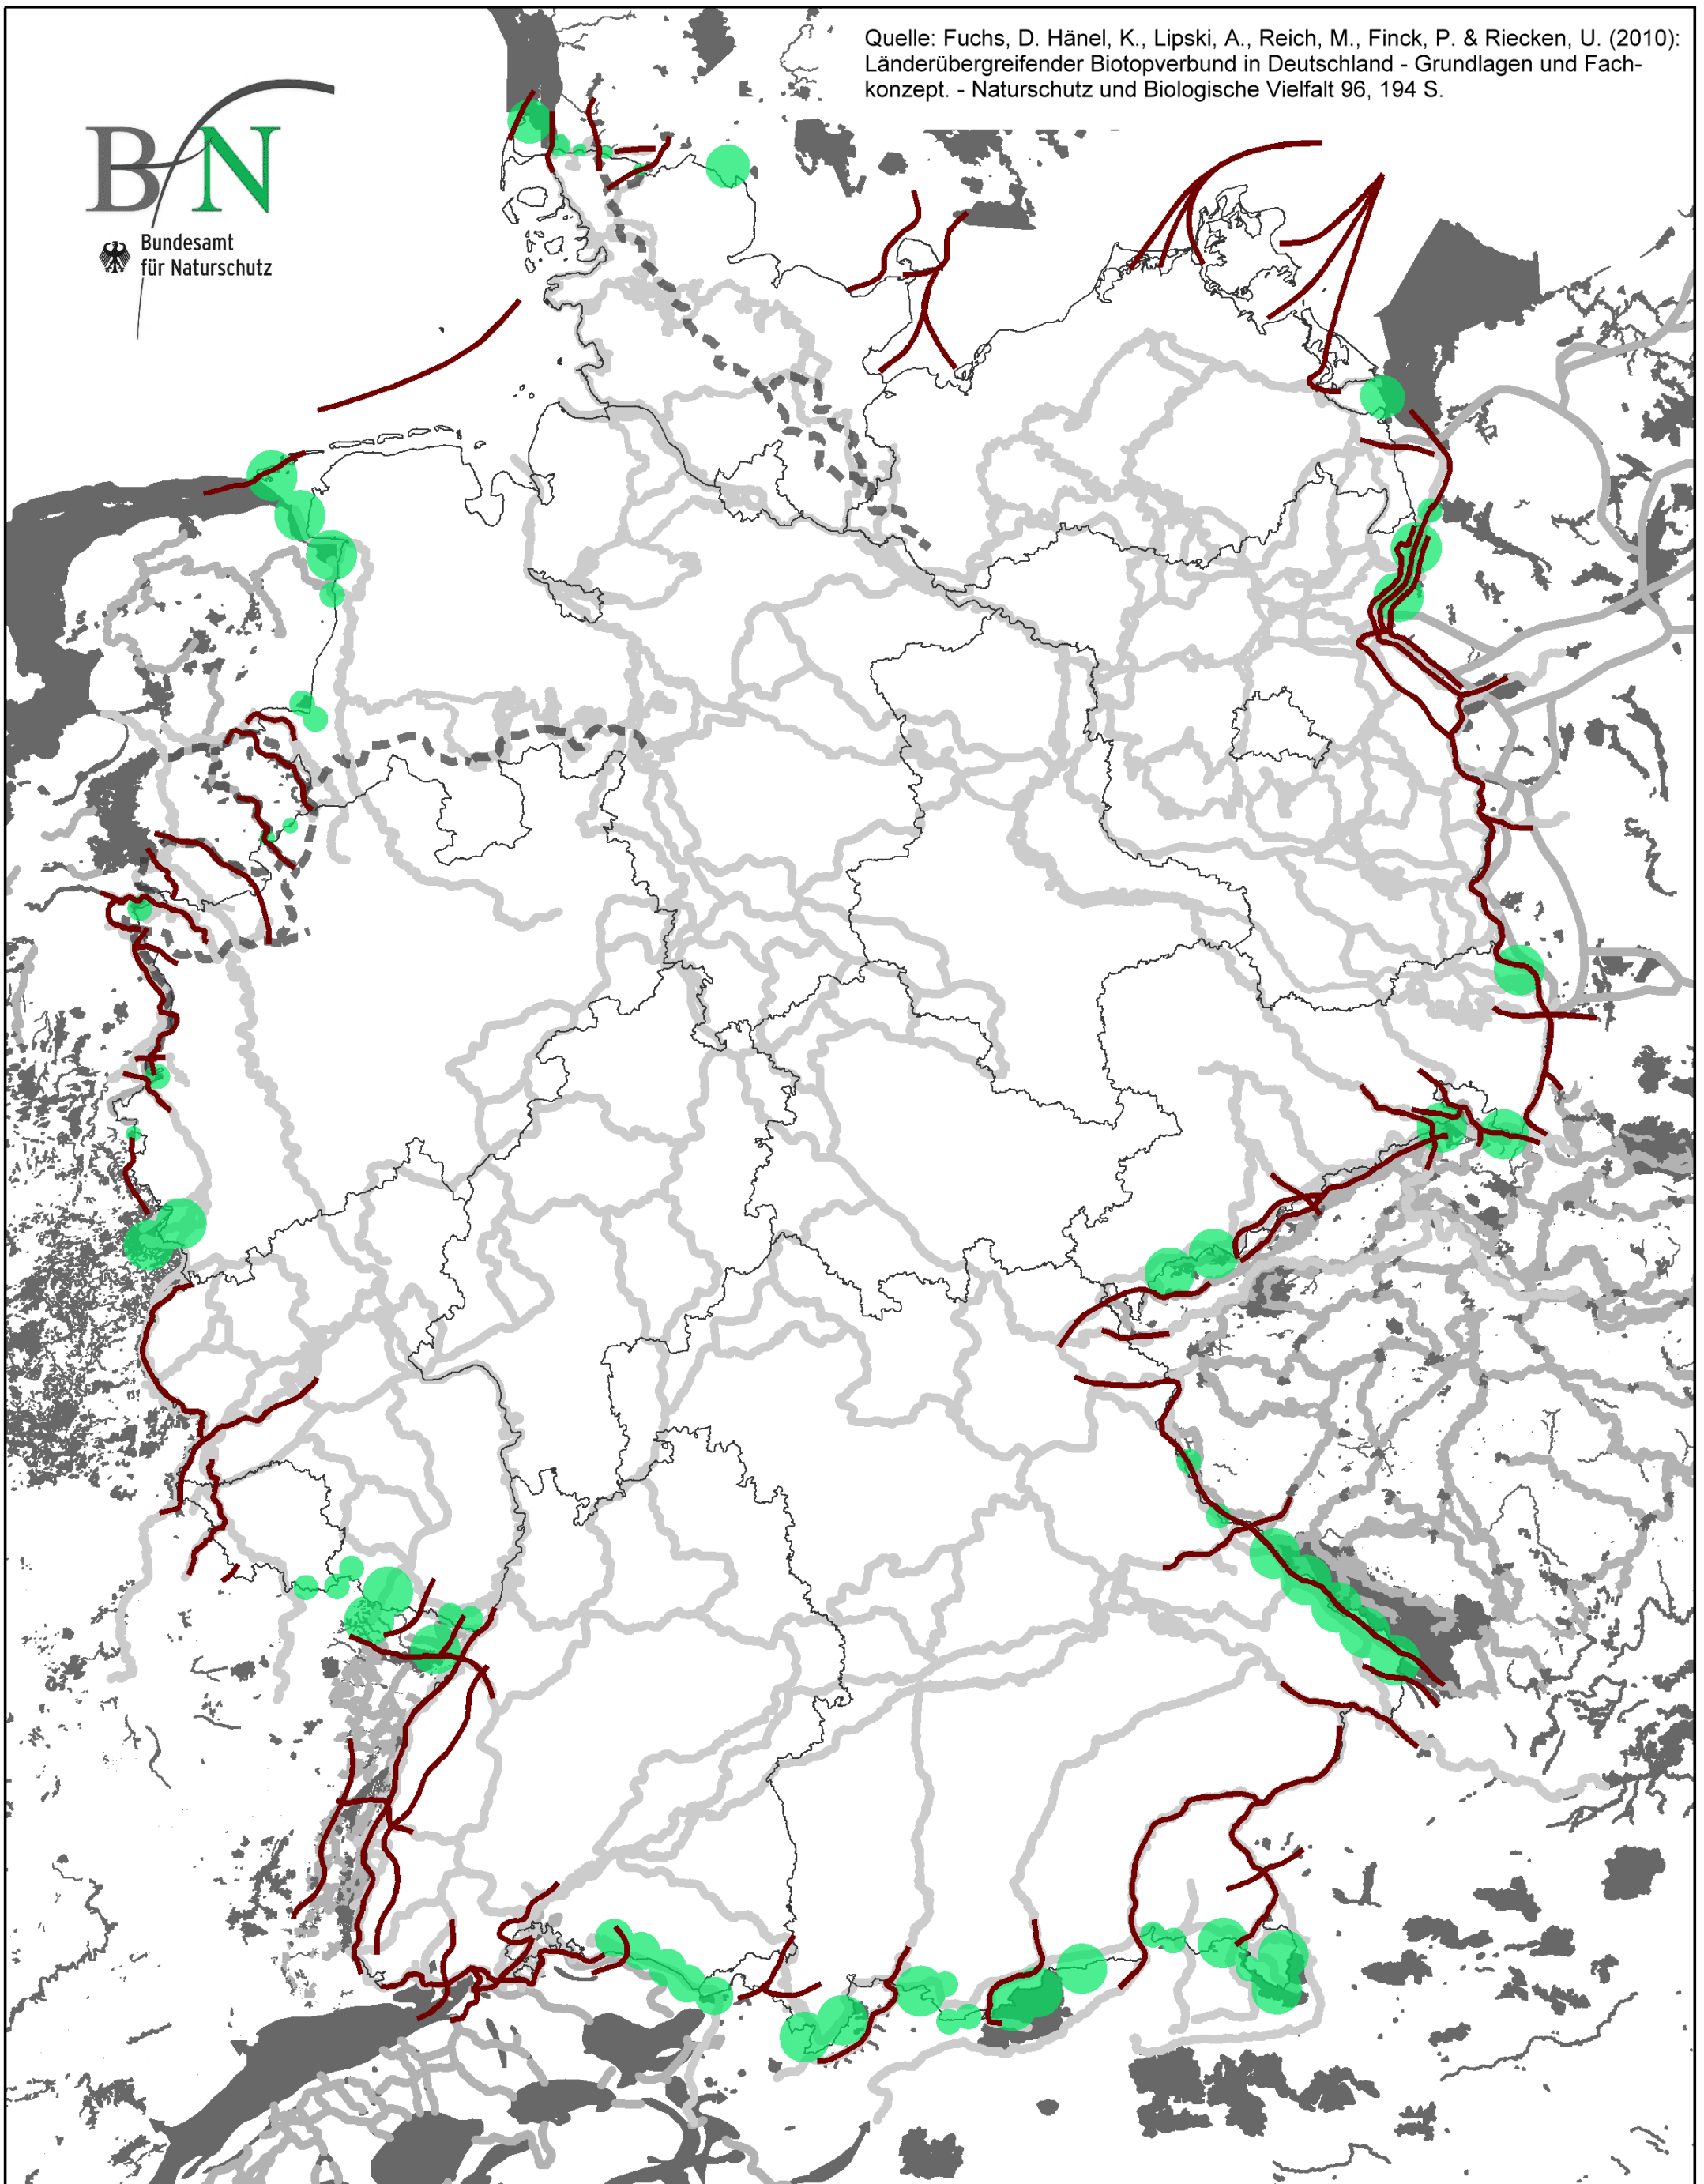 Quelle: Fuchs, D. Hänel, K., Lipski, A., Reich, M., Finck, P. & Riecken, U. (2010):
Länderübergreifender Biotopverbund in Deutschland - Grundlagen und Fach-
konzept. - Naturschutz und Biologische Vielfalt 96, 194 S.
BfN
Bundesamt
für Naturschutz